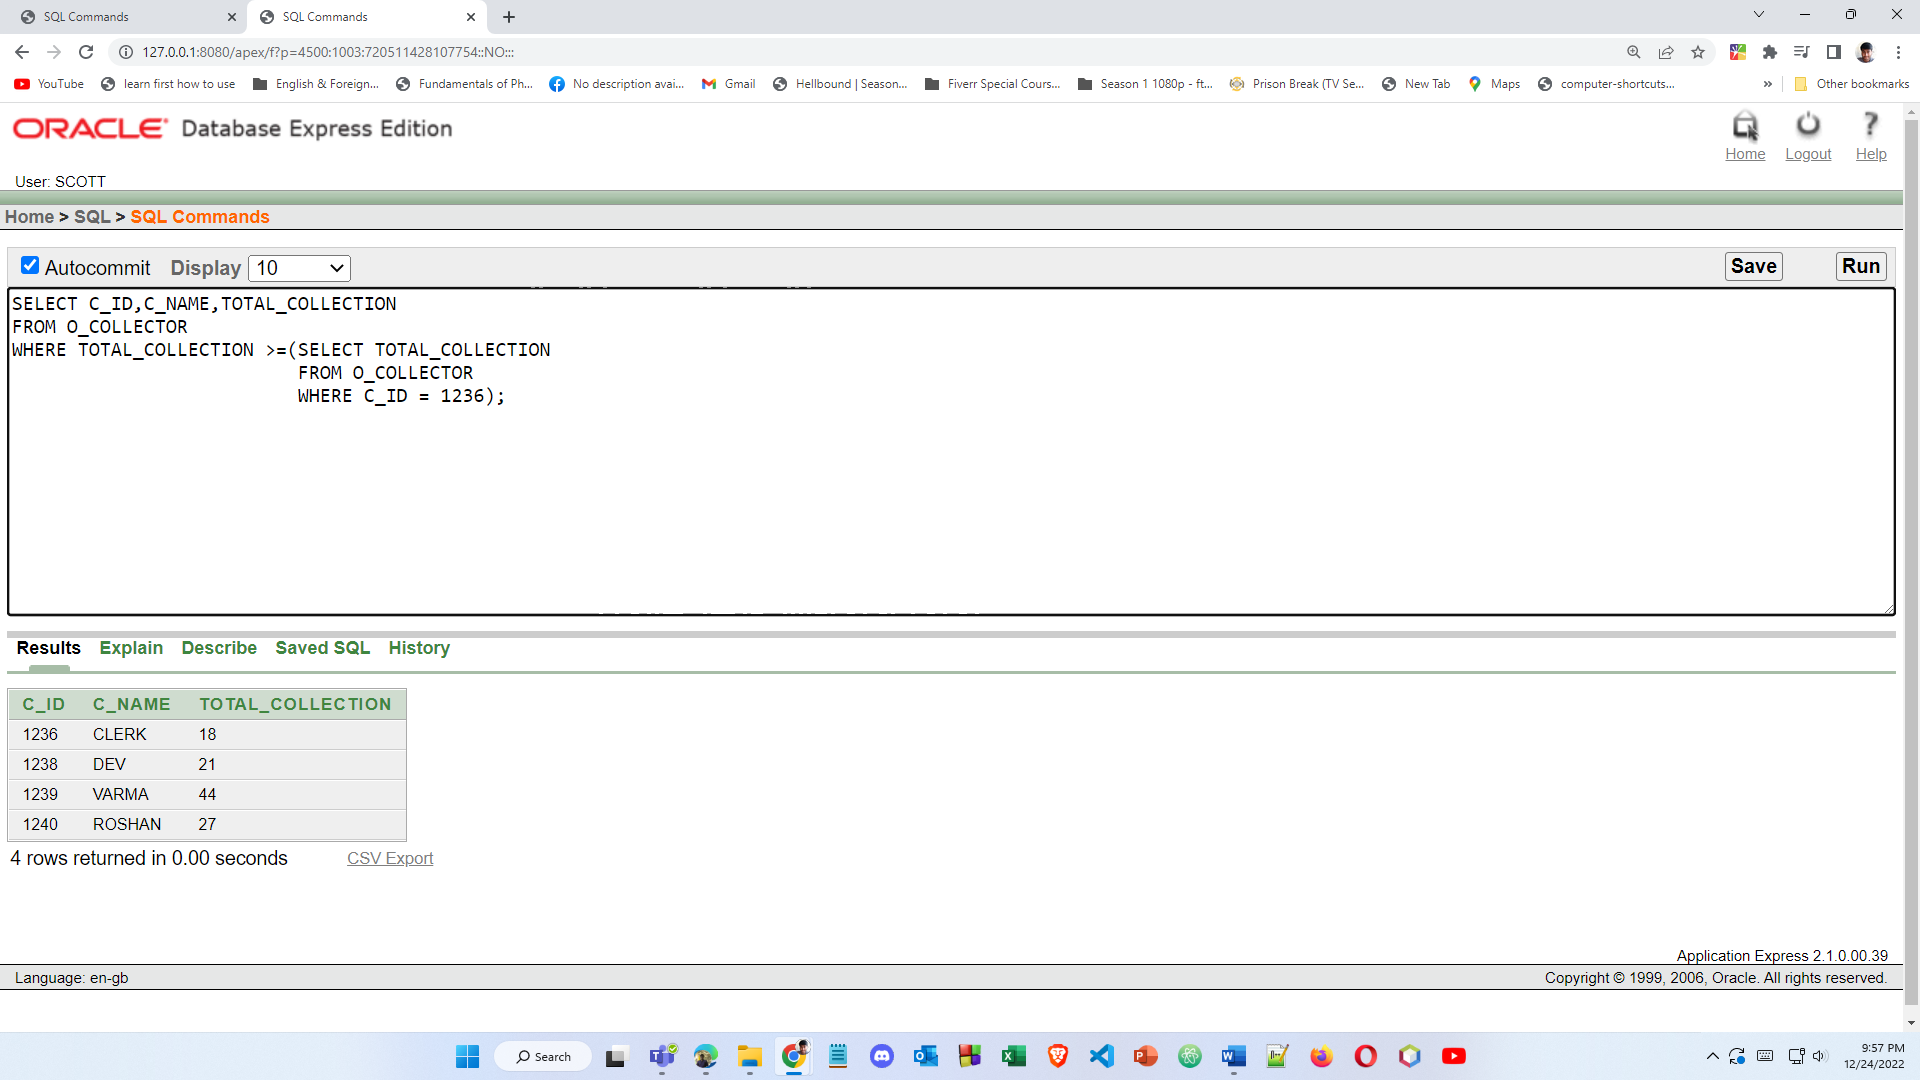 SQL Commands
SQL Commands
127.0.0.1:8080/apex/f?p=4500:1003:720511428107754::NO:::
YouTube learn first how to use English & Foreign... Fundamentals of Ph... No description avai... Gmail Hellbound | Season... Fiverr Special Cours... Season 1 1080p - ft... Prison Break (TV Se... New Tab Maps computer-shortcuts... » Other bookmarks
ORACLE Database Express Edition
Home Logout Help
User: SCOTT
Home > SQL > SQL Commands
Autocommit Display 10 Save Run
SELECT C_ID,C_NAME,TOTAL_COLLECTION
FROM O_COLLECTOR
WHERE TOTAL_COLLECTION >=(SELECT TOTAL_COLLECTION
FROM O_COLLECTOR
WHERE C_ID = 1236);
Results Explain Describe Saved SQL History
C_ID C_NAME TOTAL_COLLECTION
1236 CLERK 18
1238 DEV 21
1239 VARMA 44
1240 ROSHAN 27
4 rows returned in 0.00 seconds CSV Export
Application Express 2.1.0.00.39
Language: en-gb Copyright © 1999, 2006, Oracle. All rights reserved.
Search
9:57 PM
12/24/2022